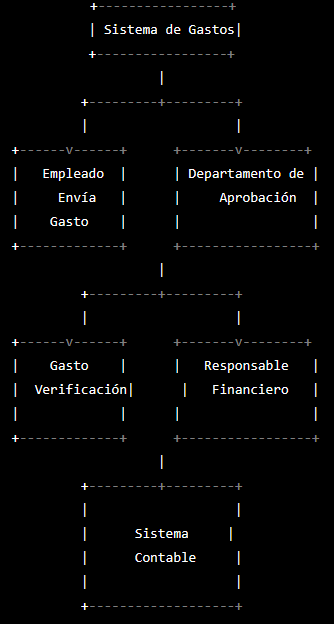 +-----------------+
| Sistema de Gastos|
+-----------------+
|
+---------+---------+
| |
+------v------+ +-------v--------+
| Empleado | | Departamento de |
| Envía | | Aprobación |
| Gasto | | |
+-------------+ +-----------------+
|
+---------+---------+
| |
+------v------+ +-------v--------+
| Gasto | | Responsable |
| Verificación| | Financiero |
| | | |
+-------------+ +-----------------+
|
+---------+---------+
| |
| Sistema |
| Contable |
| |
+-------------------+